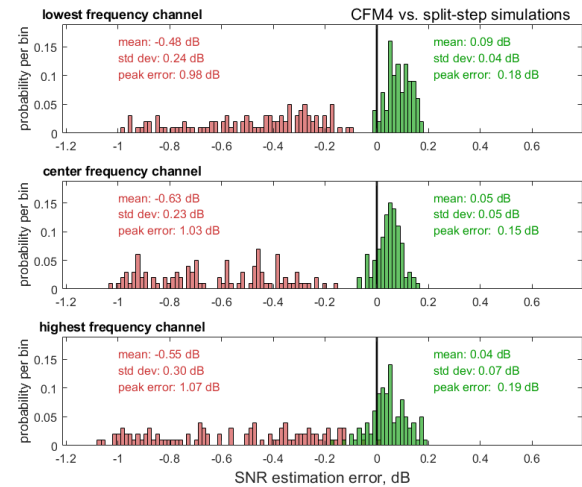 lowest frequency channel
CFM4 vs. split-step simulations
mean: -0.48 dB
std dev: 0.24 dB
peak error: 0.98 dB
mean: 0.09 dB
std dev: 0.04 dB
peak error: 0.18 dB
probability per bin
0.15
0.1
0.05
0
-1.2 -1 -0.8 -0.6 -0.4 -0.2 0 0.2 0.4 0.6
center frequency channel
mean: -0.63 dB
std dev: 0.23 dB
peak error: 1.03 dB
mean: 0.05 dB
std dev: 0.05 dB
peak error: 0.15 dB
probability per bin
0.15
0.1
0.05
0
-1.2 -1 -0.8 -0.6 -0.4 -0.2 0 0.2 0.4 0.6
highest frequency channel
mean: -0.55 dB
std dev: 0.30 dB
peak error: 1.07 dB
mean: 0.04 dB
std dev: 0.07 dB
peak error: 0.19 dB
probability per bin
0.15
0.1
0.05
0
-1.2 -1 -0.8 -0.6 -0.4 -0.2 0 0.2 0.4 0.6
SNR estimation error, dB